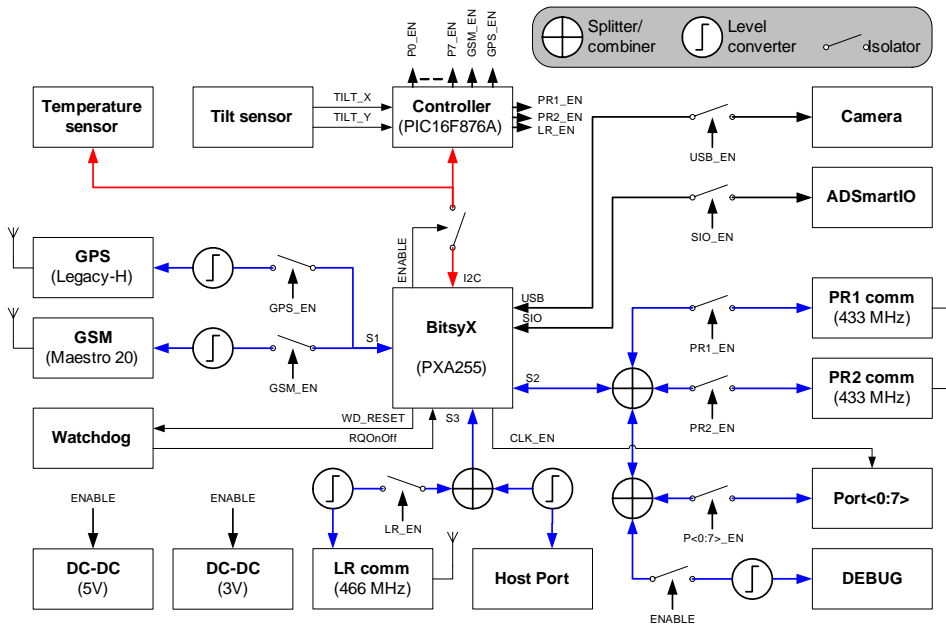 P0_EN
P7_EN
GSM_EN
GPS_EN
Splitter/
combiner
Level
converter
Isolator
Temperature
sensor
Tilt sensor
TILT_X
TILT_Y
Controller
(PIC16F876A)
PR1_EN
PR2_EN
LR_EN
USB_EN
Camera
SIO_EN
ADSmartIO
ENABLE
I2C
GPS
(Legacy-H)
GPS_EN
GSM
(Maestro 20)
GSM_EN
S1
BitsyX
(PXA255)
USB
SIO
S2
S3
PR1_EN
PR1 comm
(433 MHz)
PR2_EN
PR2 comm
(433 MHz)
Watchdog
WD_RESET
RQOnOff
CLK_EN
P<0:7>_EN
Port<0:7>
ENABLE
DC-DC
(5V)
ENABLE
DC-DC
(3V)
LR_EN
LR comm
(466 MHz)
Host Port
ENABLE
DEBUG